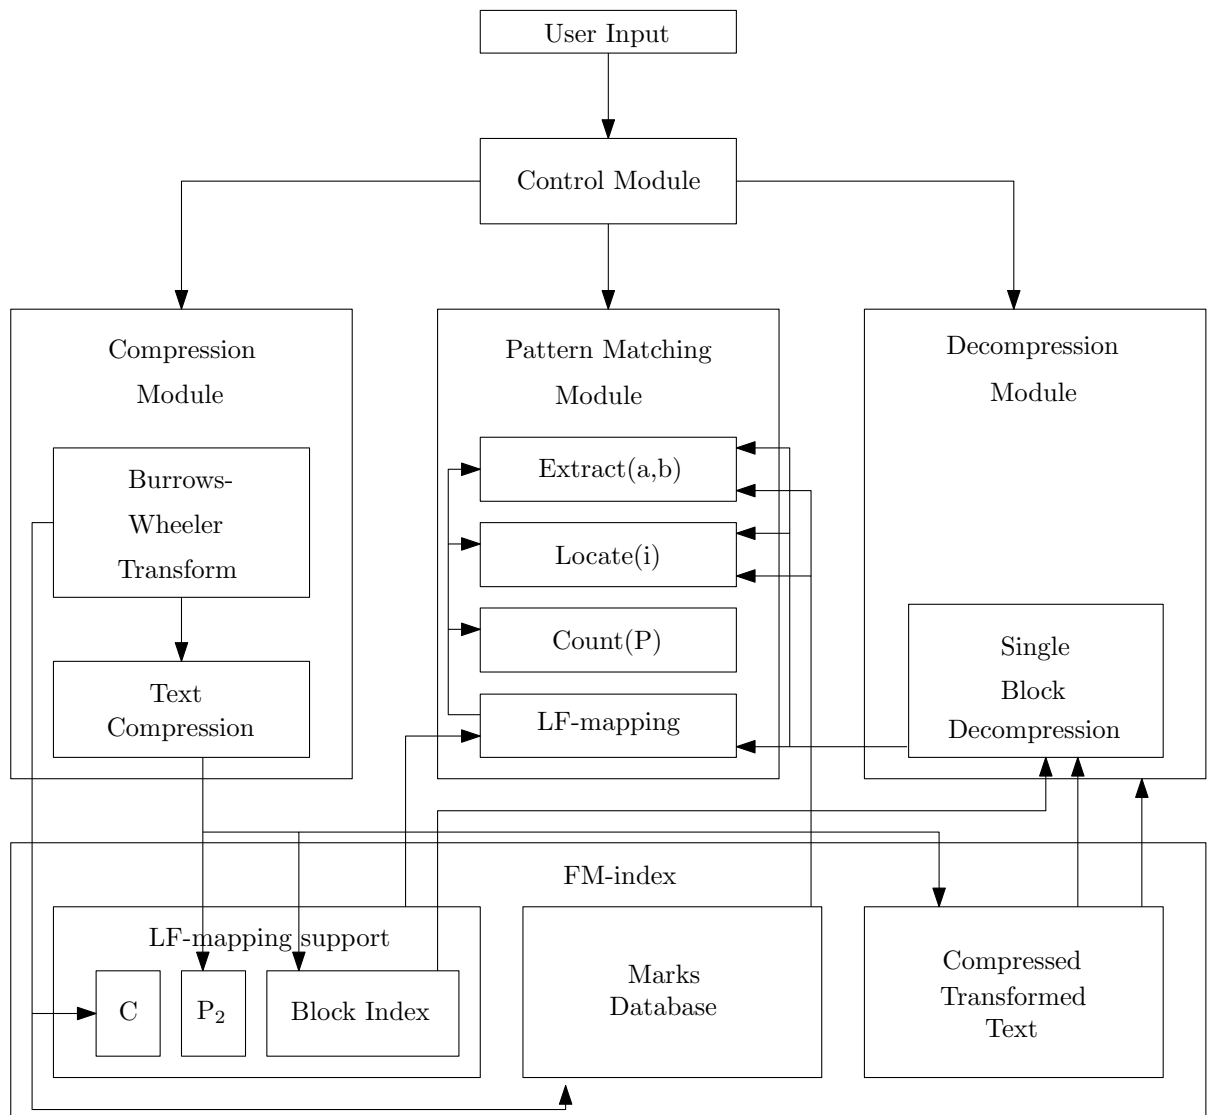 User Input
Control Module
Compression
Module
Burrows-
Wheeler
Transform
Text
Compression
Pattern Matching
Module
Extract(a,b)
Locate(i)
Count(P)
LF-mapping
Decompression
Module
Single
Block
Decompression
FM-index
LF-mapping support
C
P₂
Block Index
Marks
Database
Compressed
Transformed
Text